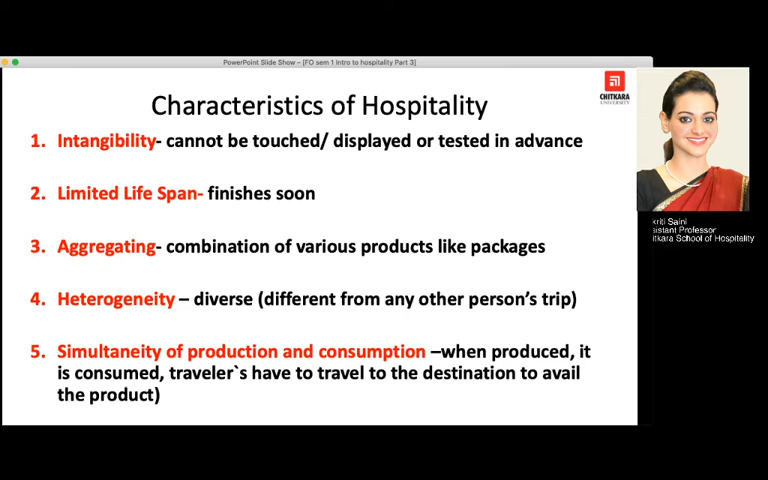 PowerPoint Slide Show – [FO sem 1 Intro to hospitality Part 3]
CHITKARA
UNIVERSITY
Characteristics of Hospitality
1. Intangibility- cannot be touched/ displayed or tested in advance
2. Limited Life Span- finishes soon
3. Aggregating- combination of various products like packages
4. Heterogeneity – diverse (different from any other person’s trip)
5. Simultaneity of production and consumption –when produced, it
is consumed, traveler`s have to travel to the destination to avail
the product)
kriti Saini
sistant Professor
itkara School of Hospitality